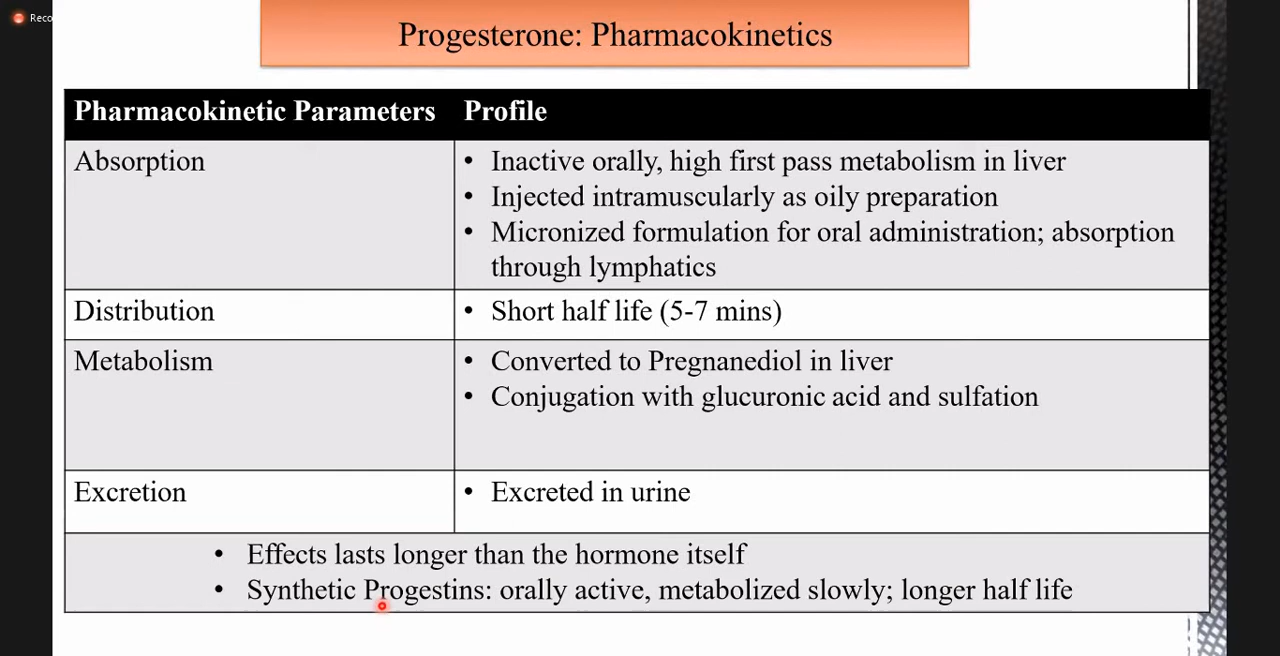 Reco
Progesterone: Pharmacokinetics
Pharmacokinetic Parameters Profile
Absorption
• Inactive orally, high first pass metabolism in liver
• Injected intramuscularly as oily preparation
• Micronized formulation for oral administration; absorption
through lymphatics
Distribution
• Short half life (5-7 mins)
Metabolism
• Converted to Pregnanediol in liver
• Conjugation with glucuronic acid and sulfation
Excretion
• Excreted in urine
• Effects lasts longer than the hormone itself
• Synthetic Progestins: orally active, metabolized slowly; longer half life